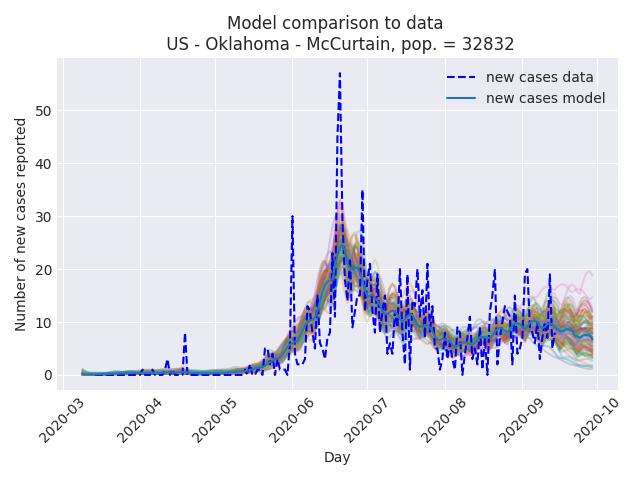 Model comparison to data
US - Oklahoma - McCurtain, pop. = 32832
new cases data
new cases model
Number of new cases reported
50
40
30
20
10
0
2020-03
2020-04
2020-05
2020-06
2020-07
2020-08
2020-09
2020-10
Day